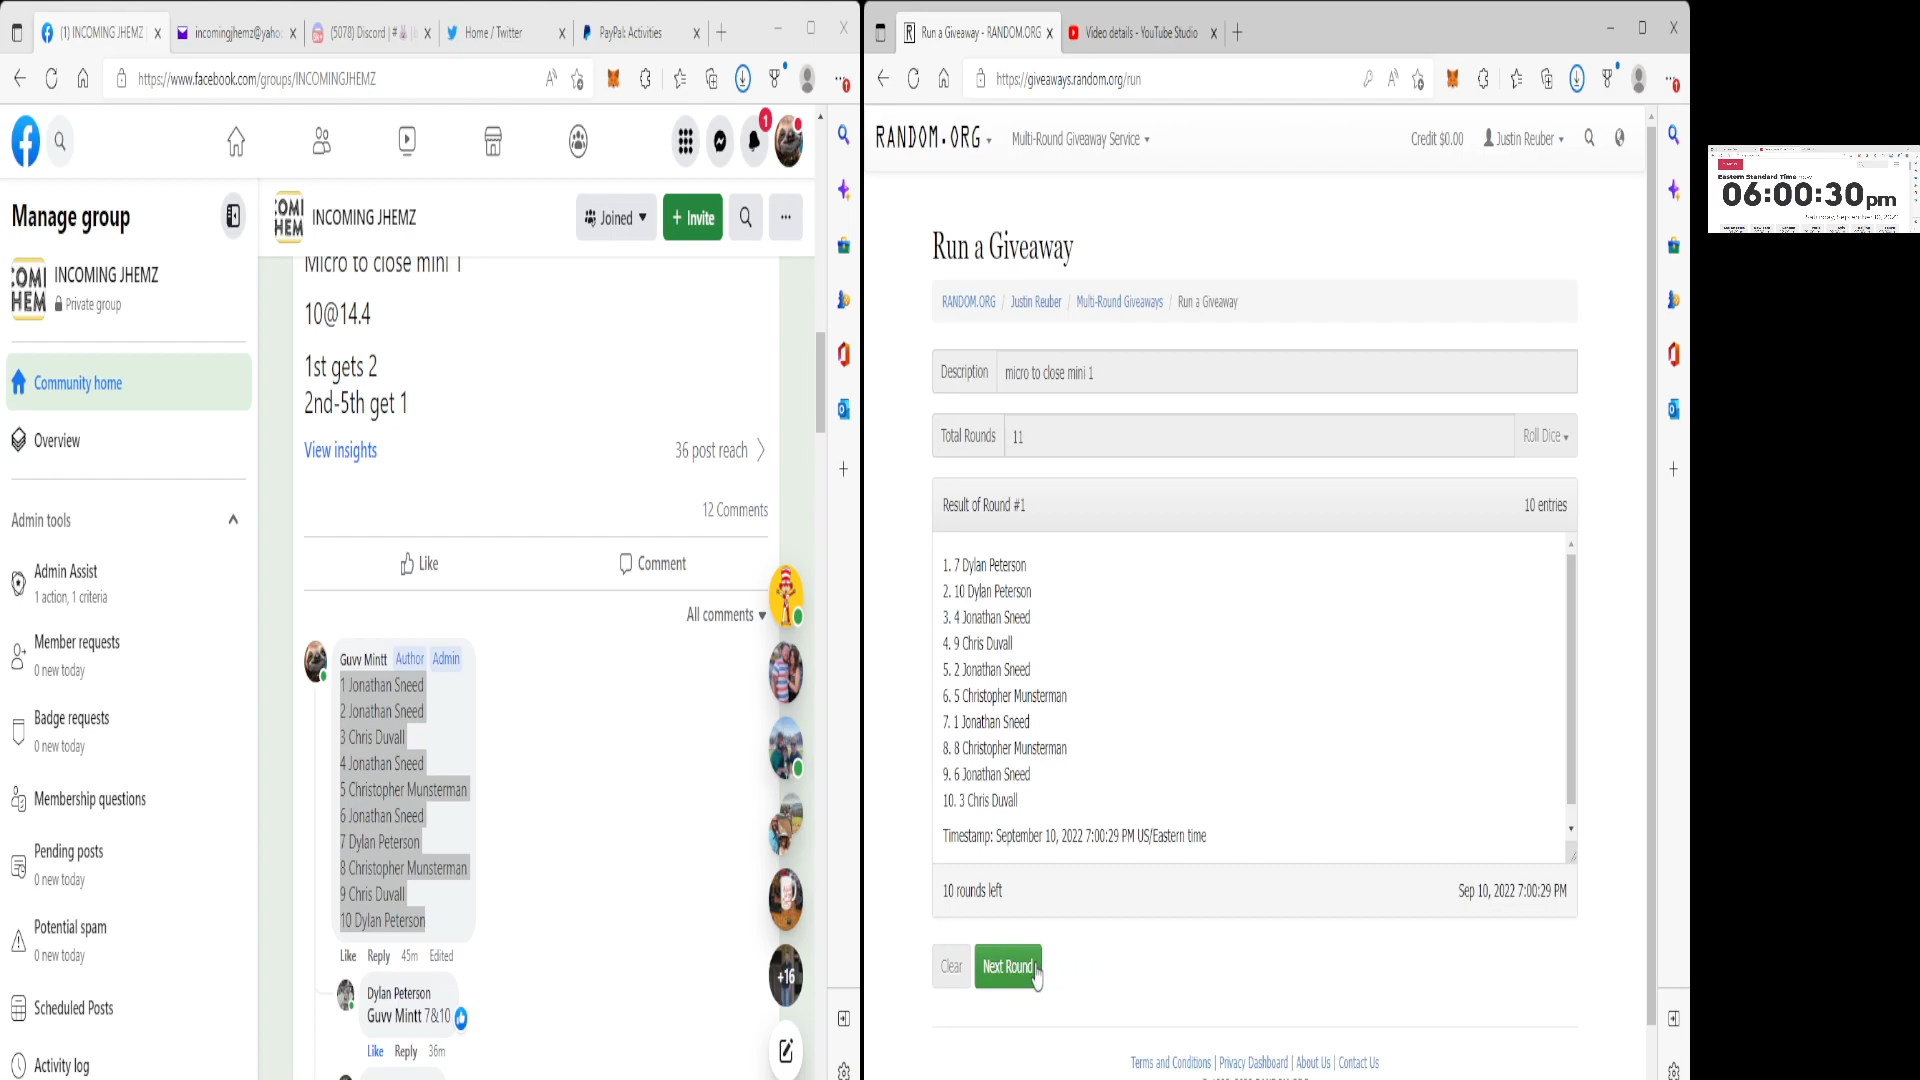 (1) INCOMING JHEMZ
incomingjhemz@yaho
(5078) Discord | #
Home / Twitter
PayPal: Activities
https://www.facebook.com/groups/INCOMINGJHEMZ
1
Manage group
INCOMING JHEMZ
Private group
Community home
Overview
Admin tools
Admin Assist
1 action, 1 criteria
Member requests
0 new today
Badge requests
0 new today
Membership questions
Pending posts
0 new today
Potential spam
0 new today
Scheduled Posts
Activity log
INCOMING JHEMZ
Joined
+ Invite
Micro to close mini 1
10@14.4
1st gets 2
2nd-5th get 1
View insights
36 post reach
12 Comments
Like
Comment
All comments
Guvv Mintt Author Admin
1 Jonathan Sneed
2 Jonathan Sneed
3 Chris Duvall
4 Jonathan Sneed
5 Christopher Munsterman
6 Jonathan Sneed
7 Dylan Peterson
8 Christopher Munsterman
9 Chris Duvall
10 Dylan Peterson
Like Reply 45m Edited
Dylan Peterson
Guvv Mintt 7&10
Like Reply 36m
+16
Run a Giveaway - RANDOM.ORG
Video details - YouTube Studio
https://giveaways.random.org/run
RANDOM.ORG
Multi-Round Giveaway Service
Credit $0.00
Justin Reuber
Run a Giveaway
RANDOM.ORG / Justin Reuber / Multi-Round Giveaways / Run a Giveaway
Description micro to close mini 1
Total Rounds 11 Roll Dice
Result of Round #1 10 entries
1. 7 Dylan Peterson
2. 10 Dylan Peterson
3. 4 Jonathan Sneed
4. 9 Chris Duvall
5. 2 Jonathan Sneed
6. 5 Christopher Munsterman
7. 1 Jonathan Sneed
8. 8 Christopher Munsterman
9. 6 Jonathan Sneed
10. 3 Chris Duvall
Timestamp: September 10, 2022 7:00:29 PM US/Eastern time
10 rounds left Sep 10, 2022 7:00:29 PM
Clear
Next Round
Terms and Conditions | Privacy Dashboard | About Us | Contact Us
Eastern Standard Time now
06:00:30pm
Saturday, September 10, 2022